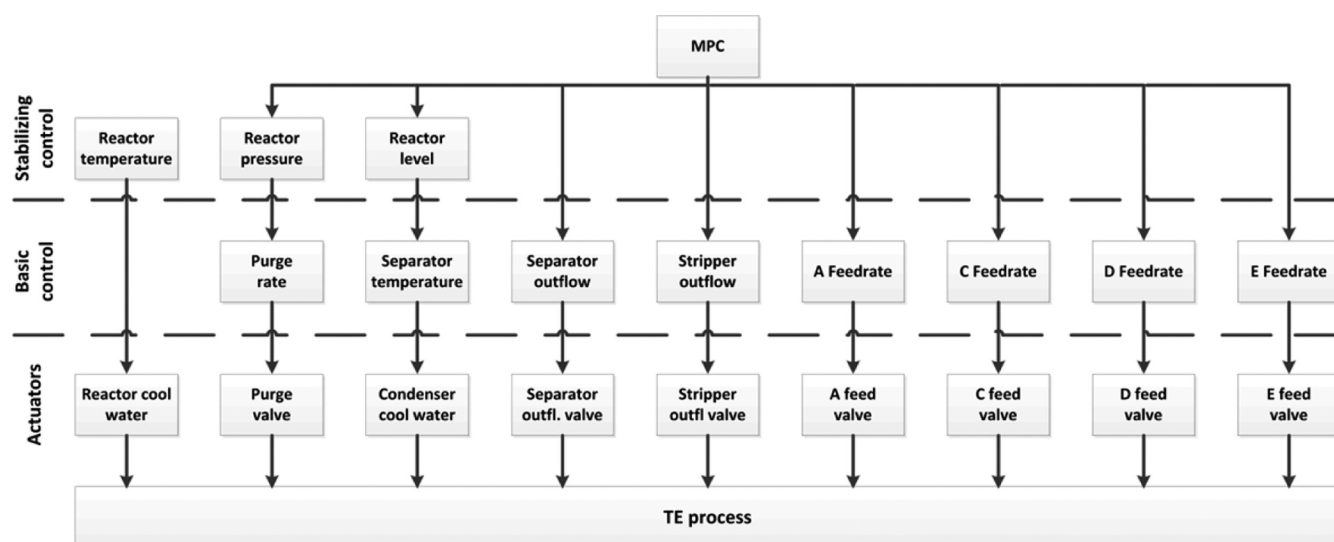 MPC
Stabilizing
control
Reactor
temperature
Reactor
pressure
Reactor
level
Basic
control
Purge
rate
Separator
temperature
Separator
outflow
Stripper
outflow
A Feedrate
C Feedrate
D Feedrate
E Feedrate
Actuators
Reactor cool
water
Purge
valve
Condenser
cool water
Separator
outfl. valve
Stripper
outfl valve
A feed
valve
C feed
valve
D feed
valve
E feed
valve
TE process